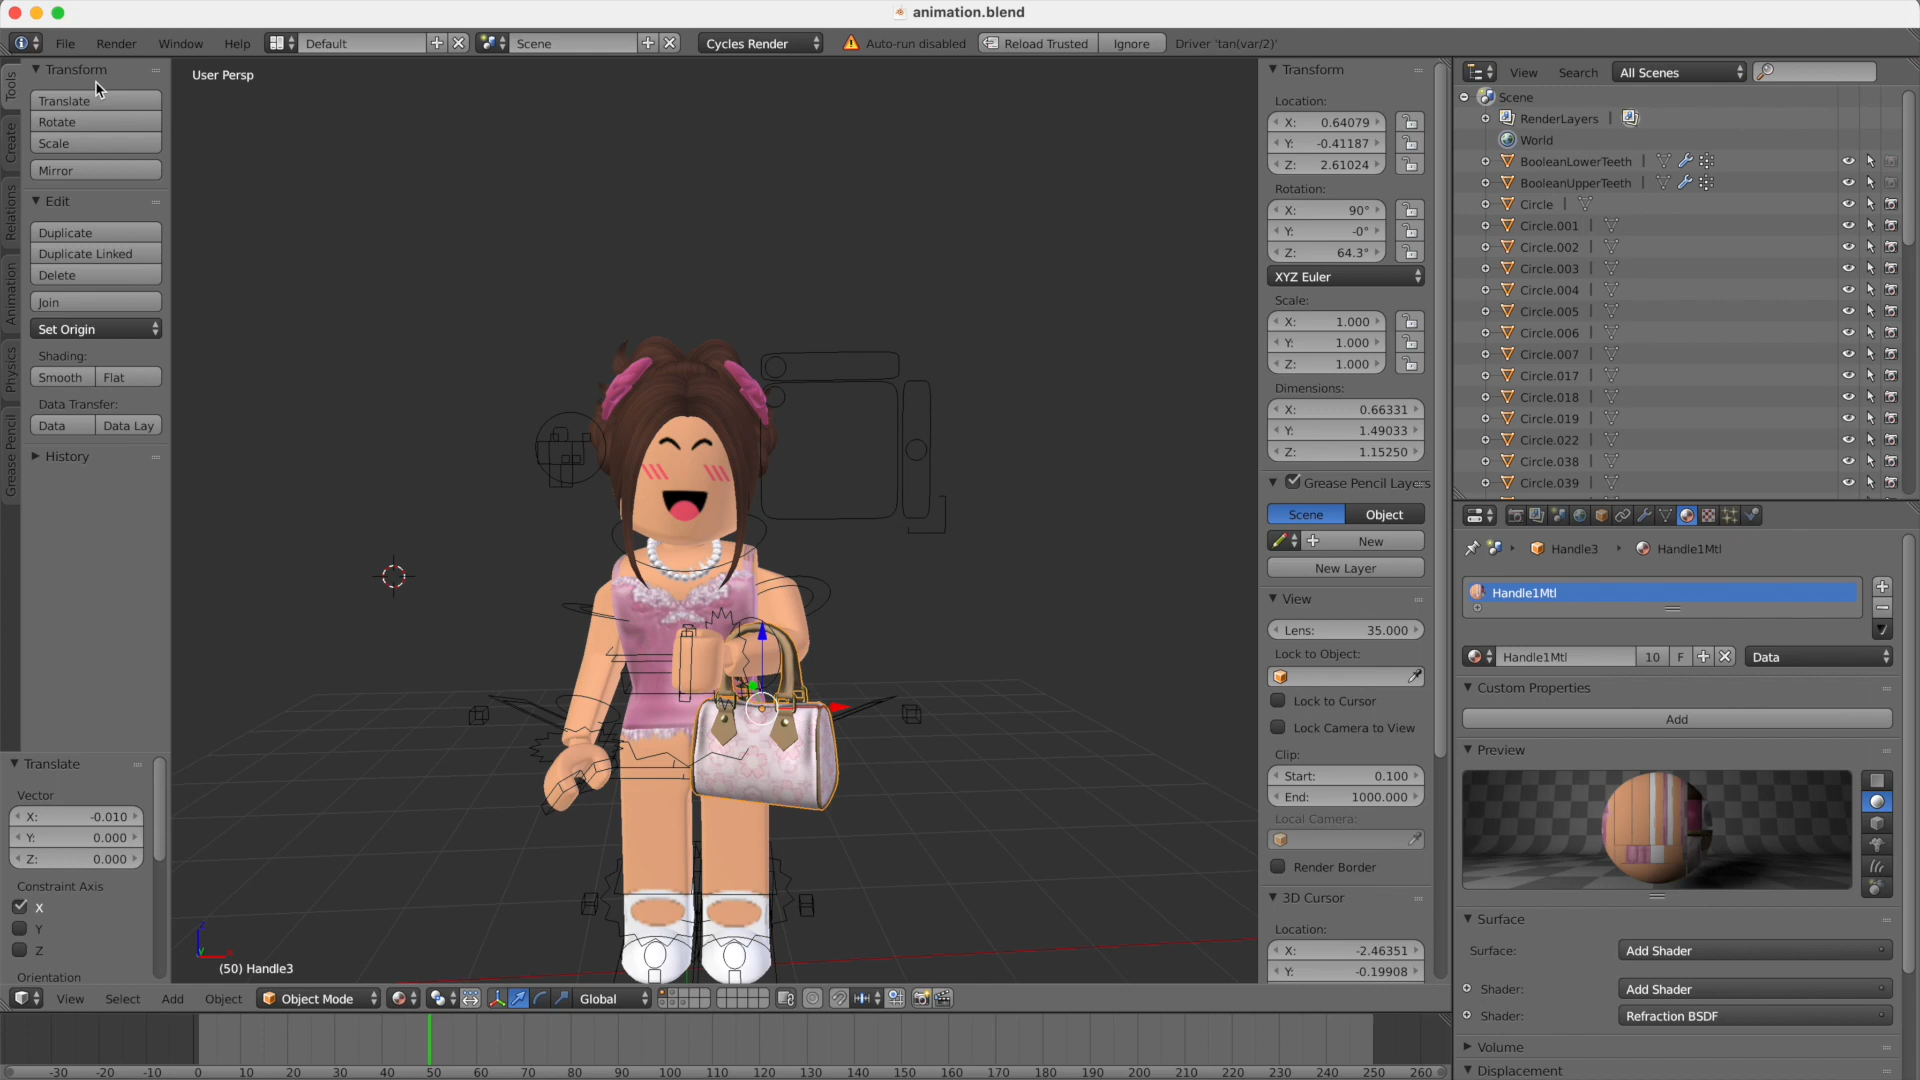 animation.blend
File Render Window Help Default Scene Cycles Render Auto-run disabled Reload Trusted Ignore Driver 'tan(var/2)'
Tools
Create
Relations
Animation
Physics
Grease Pencil
Transform
Translate
Rotate
Scale
Mirror
Edit
Duplicate
Duplicate Linked
Delete
Join
Set Origin
Shading:
Smooth Flat
Data Transfer:
Data Data Lay
History
Translate
Vector
X: -0.010
Y: 0.000
Z: 0.000
Constraint Axis
X
Y
Z
Orientation
User Persp
(50) Handle3
View Select Add Object Object Mode Global
-30 -20 -10 0 10 20 30 40 50 60 70 80 90 100 110 120 130 140 150 160 170 180 190 200 210 220 230 240 250 260
Transform
Location:
X: 0.64079
Y: -0.41187
Z: 2.61024
Rotation:
X: 90°
Y: -0°
Z: 64.3°
XYZ Euler
Scale:
X: 1.000
Y: 1.000
Z: 1.000
Dimensions:
X: 0.66331
Y: 1.49033
Z: 1.15250
Grease Pencil Layers
Scene Object
New
New Layer
View
Lens: 35.000
Lock to Object:
Lock to Cursor
Lock Camera to View
Clip:
Start: 0.100
End: 1000.000
Local Camera:
Render Border
3D Cursor
Location:
X: -2.46351
Y: -0.19908
View Search All Scenes
Scene
RenderLayers
World
BooleanLowerTeeth
BooleanUpperTeeth
Circle
Circle.001
Circle.002
Circle.003
Circle.004
Circle.005
Circle.006
Circle.007
Circle.017
Circle.018
Circle.019
Circle.022
Circle.038
Circle.039
Handle3 Handle1Mtl
Handle1Mtl
Handle1Mtl 10 F Data
Custom Properties
Add
Preview
Surface
Surface: Add Shader
Shader: Add Shader
Shader: Refraction BSDF
Volume
Displacement